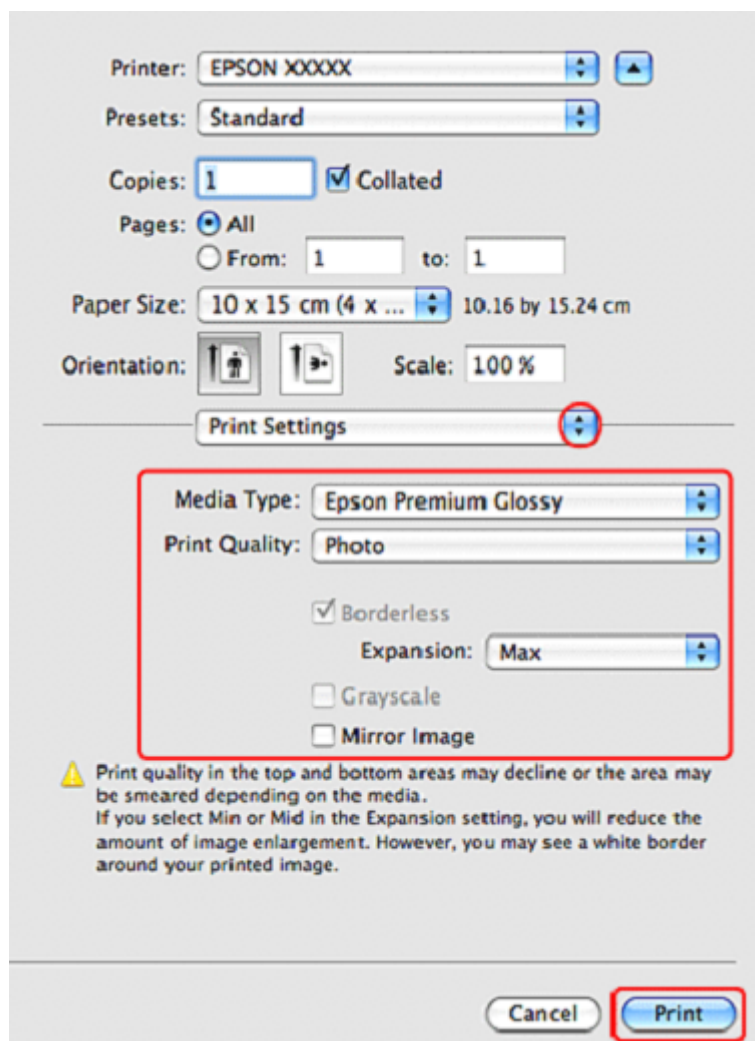 Printer: EPSON XXXXX
Presets: Standard
Copies: 1 Collated
Pages: All
From: 1 to: 1
Paper Size: 10 x 15 cm (4 x ... 10.16 by 15.24 cm
Orientation: Scale: 100 %
Print Settings
Media Type: Epson Premium Glossy
Print Quality: Photo
Borderless
Expansion: Max
Grayscale
Mirror Image
Print quality in the top and bottom areas may decline or the area may
be smeared depending on the media.
If you select Min or Mid in the Expansion setting, you will reduce the
amount of image enlargement. However, you may see a white border
around your printed image.
Cancel Print